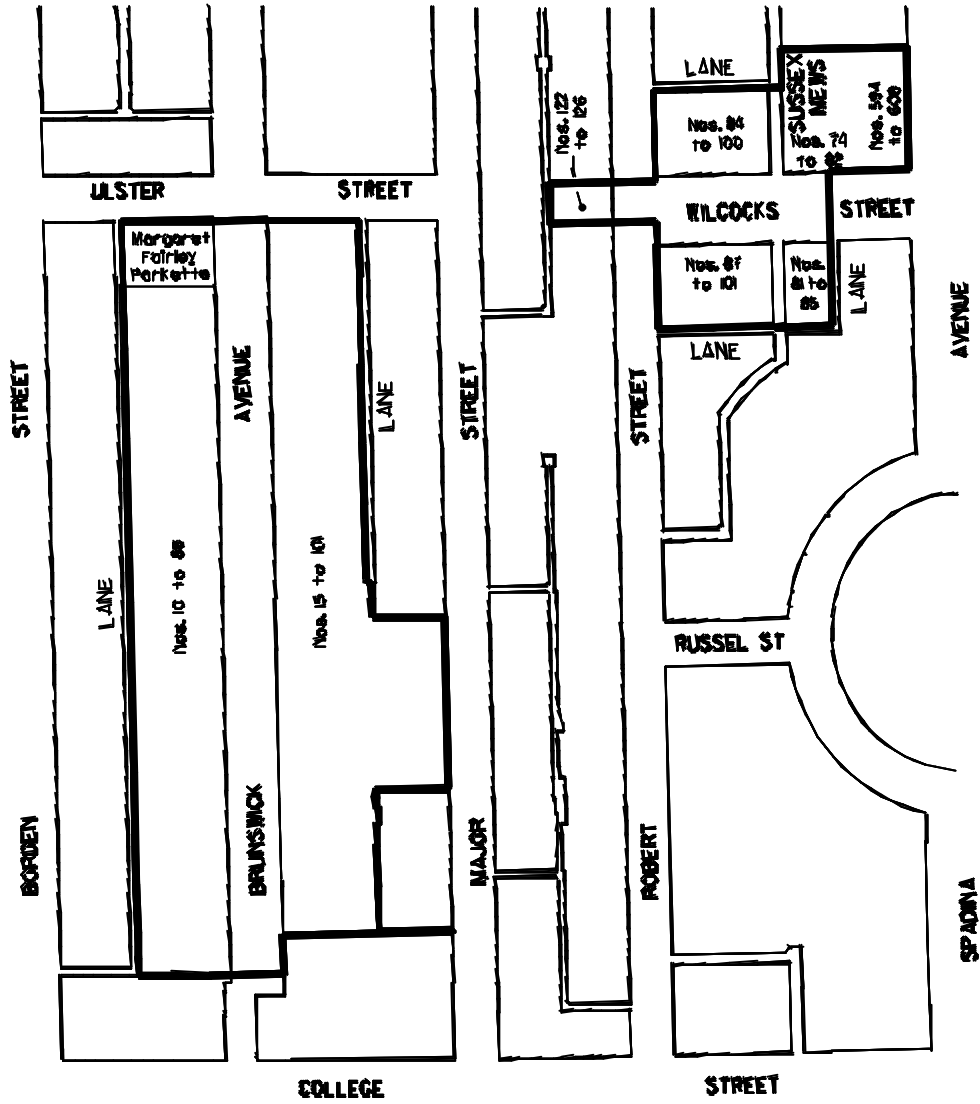 LANE
SUSSEX
MEWS
Nos. 122
to 126
Nos. 84
to 100
Nos. 74
to
Nos. 594
to 608
ULSTER
STREET
WILCOCKS
STREET
Margaret
Fairley
Parkette
Nos. 87
to 101
Nos.
81 to
85
LANE
AVENUE
LANE
STREET
AVENUE
LANE
STREET
STREET
LANE
Nos. 10 to 86
Nos. 15 to 101
RUSSEL ST
BORDEN
BRUNSWICK
MAJOR
ROBERT
SPADINA
COLLEGE
STREET